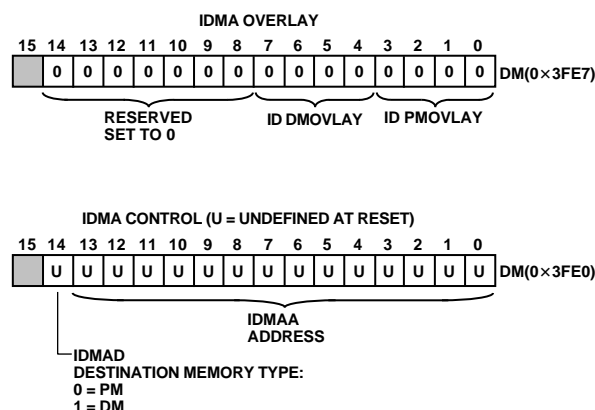 IDMA OVERLAY
15 14 13 12 11 10 9 8 7 6 5 4 3 2 1 0
0 0 0 0 0 0 0 0 0 0 0 0 0 0 0 DM(0×3FE7)
RESERVED ID DMOVLAY ID PMOVLAY
SET TO 0
IDMA CONTROL (U = UNDEFINED AT RESET)
15 14 13 12 11 10 9 8 7 6 5 4 3 2 1 0
U U U U U U U U U U U U U U U DM(0×3FE0)
IDMAA
ADDRESS
IDMAD
DESTINATION MEMORY TYPE:
0 = PM
1 = DM